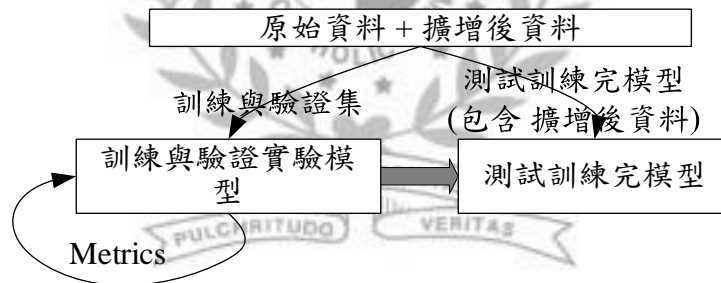 原始資料 + 擴增後資料
訓練與驗證集
測試訓練完模型
(包含 擴增後資料)
訓練與驗證實驗模
型
測試訓練完模型
Metrics
PULCHRITUDO
VERITAS